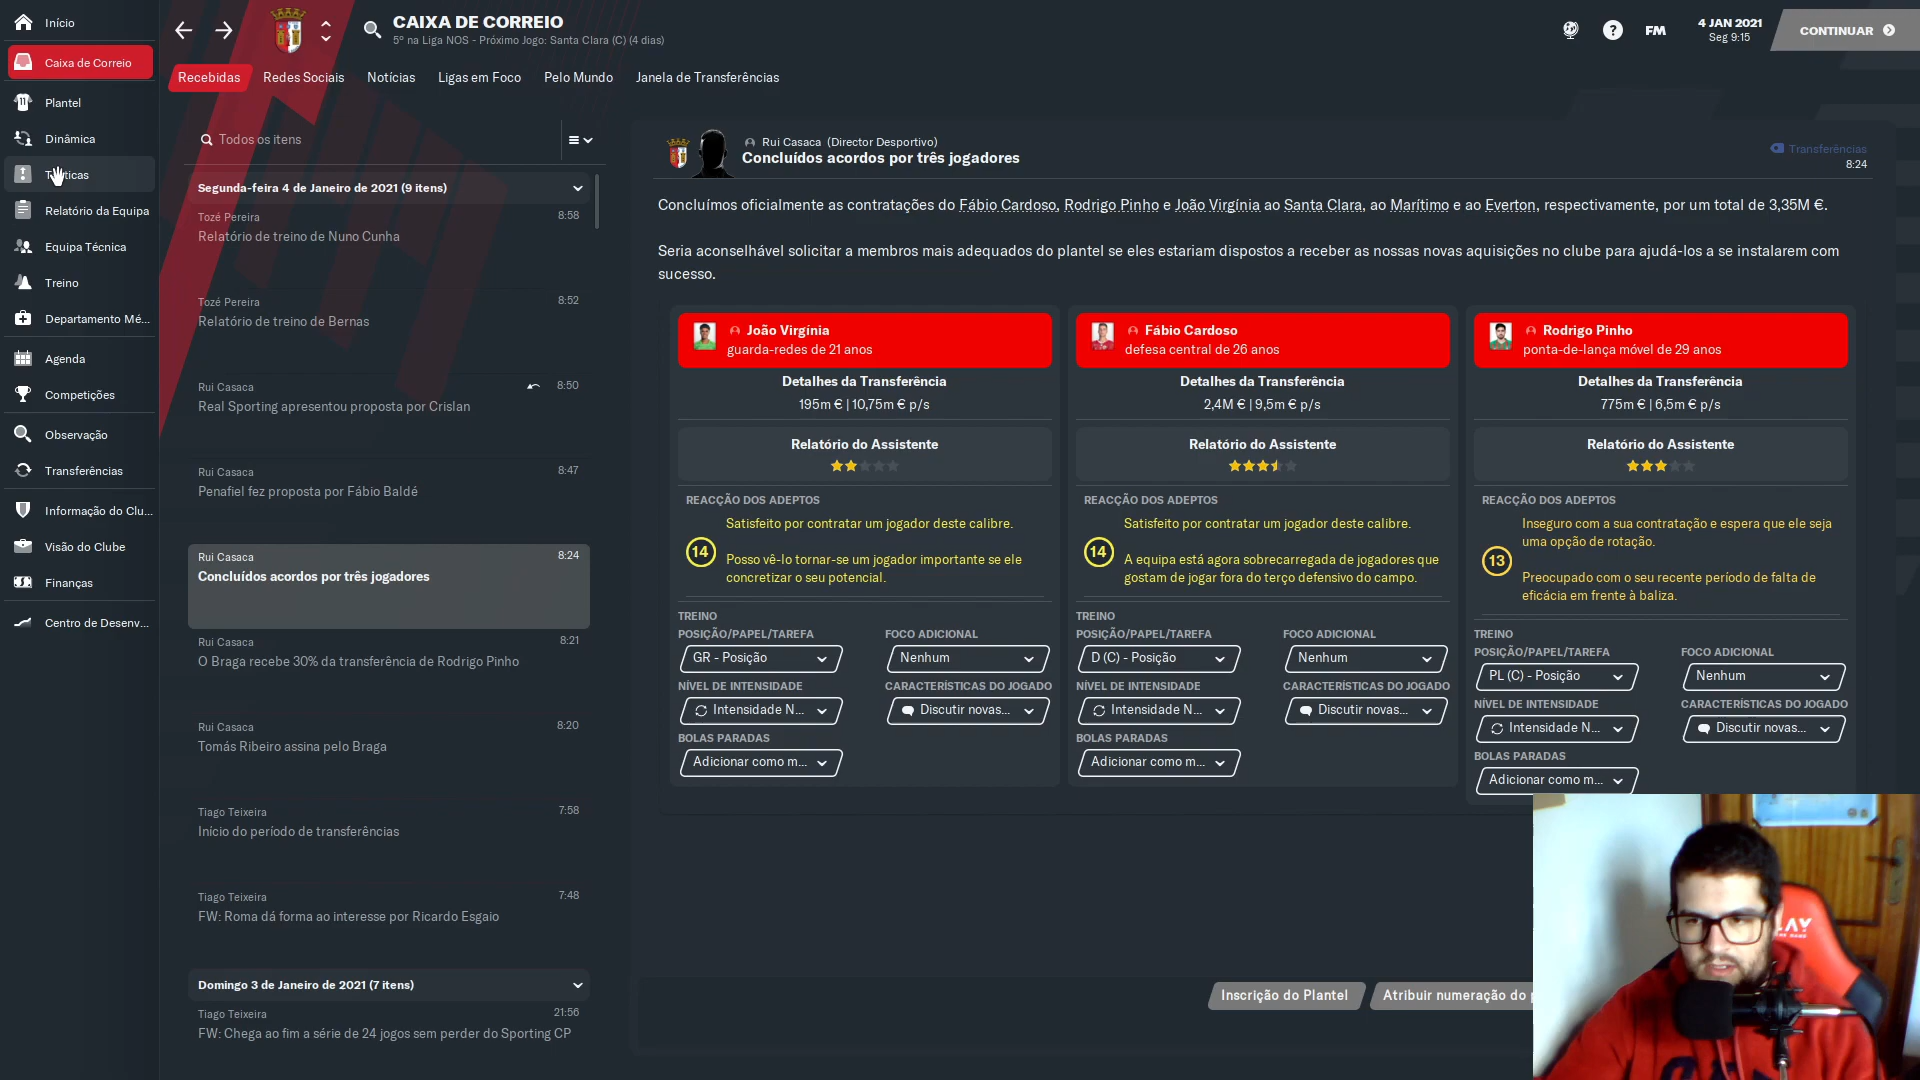 Início
Caixa de Correio
Plantel
Dinâmica
Relatório da Equipa
Equipa Técnica
Treino
Departamento Mé...
Agenda
Competições
Observação
Transferências
Informação do Clu...
Visão do Clube
Finanças
Centro de Desenv...
CAIXA DE CORREIO
5º na Liga NOS - Próximo Jogo: Santa Clara (C) (4 dias)
FM
4 JAN 2021
Seg 9:15
CONTINUAR
Recebidas
Redes Sociais
Notícias
Ligas em Foco
Pelo Mundo
Janela de Transferências
Todos os itens
Segunda-feira 4 de Janeiro de 2021 (9 itens)
Tozé Pereira 8:58
Relatório de treino de Nuno Cunha
Tozé Pereira 8:52
Relatório de treino de Bernas
Rui Casaca 8:50
Real Sporting apresentou proposta por Crislan
Rui Casaca 8:47
Penafiel fez proposta por Fábio Baldé
Rui Casaca 8:24
Concluídos acordos por três jogadores
Rui Casaca 8:21
O Braga recebe 30% da transferência de Rodrigo Pinho
Rui Casaca 8:20
Tomás Ribeiro assina pelo Braga
Tiago Teixeira 7:58
Início do período de transferências
Tiago Teixeira 7:48
FW: Roma dá forma ao interesse por Ricardo Esgaio
Domingo 3 de Janeiro de 2021 (7 itens)
Tiago Teixeira 21:56
FW: Chega ao fim a série de 24 jogos sem perder do Sporting CP
Rui Casaca (Director Desportivo)
Concluídos acordos por três jogadores
Transferências
8:24
Concluímos oficialmente as contratações do Fábio Cardoso, Rodrigo Pinho e João Virgínia ao Santa Clara, ao Marítimo e ao Everton, respectivamente, por um total de 3,35M €.
Seria aconselhável solicitar a membros mais adequados do plantel se eles estariam dispostos a receber as nossas novas aquisições no clube para ajudá-los a se instalarem com
sucesso.
João Virgínia
guarda-redes de 21 anos
Detalhes da Transferência
195m € | 10,75m € p/s
Relatório do Assistente
REACÇÃO DOS ADEPTOS
14
Satisfeito por contratar um jogador deste calibre.
Posso vê-lo tornar-se um jogador importante se ele
concretizar o seu potencial.
TREINO
POSIÇÃO/PAPEL/TAREFA
FOCO ADICIONAL
GR - Posição
Nenhum
NÍVEL DE INTENSIDADE
CARACTERÍSTICAS DO JOGADO
Intensidade N...
Discutir novas...
BOLAS PARADAS
Adicionar como m...
Fábio Cardoso
defesa central de 26 anos
Detalhes da Transferência
2,4M € | 9,5m € p/s
Relatório do Assistente
REACÇÃO DOS ADEPTOS
14
Satisfeito por contratar um jogador deste calibre.
A equipa está agora sobrecarregada de jogadores que
gostam de jogar fora do terço defensivo do campo.
TREINO
POSIÇÃO/PAPEL/TAREFA
FOCO ADICIONAL
D (C) - Posição
Nenhum
NÍVEL DE INTENSIDADE
CARACTERÍSTICAS DO JOGADO
Intensidade N...
Discutir novas...
BOLAS PARADAS
Adicionar como m...
Rodrigo Pinho
ponta-de-lança móvel de 29 anos
Detalhes da Transferência
775m € | 6,5m € p/s
Relatório do Assistente
REACÇÃO DOS ADEPTOS
13
Inseguro com a sua contratação e espera que ele seja
uma opção de rotação.
Preocupado com o seu recente período de falta de
eficácia em frente à baliza.
TREINO
POSIÇÃO/PAPEL/TAREFA
FOCO ADICIONAL
PL (C) - Posição
Nenhum
NÍVEL DE INTENSIDADE
CARACTERÍSTICAS DO JOGADO
Intensidade N...
Discutir novas...
BOLAS PARADAS
Adicionar como m...
Inscrição do Plantel
Atribuir numeração do